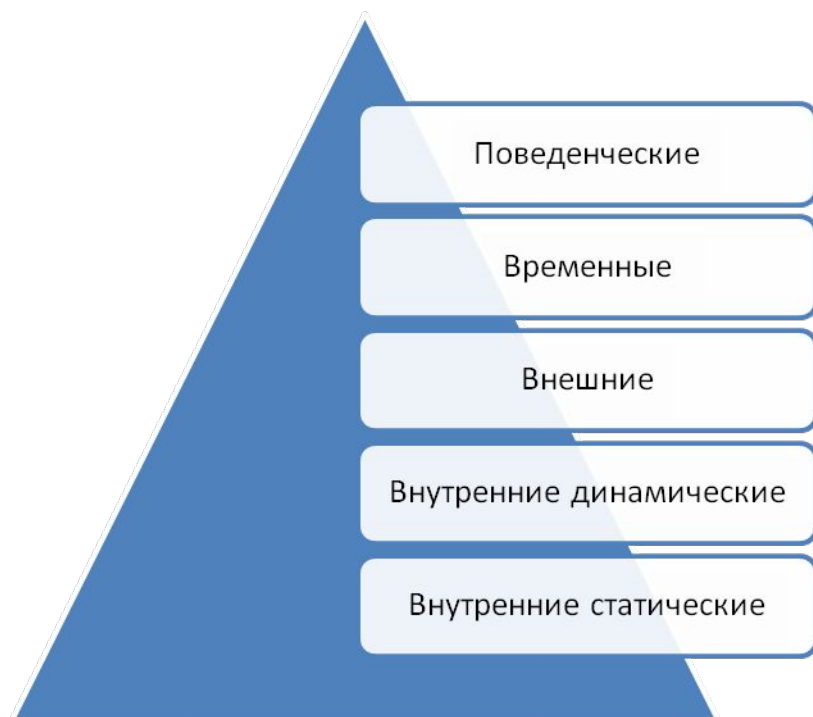 Поведенческие
Временные
Внешние
Внутренние динамические
Внутренние статические